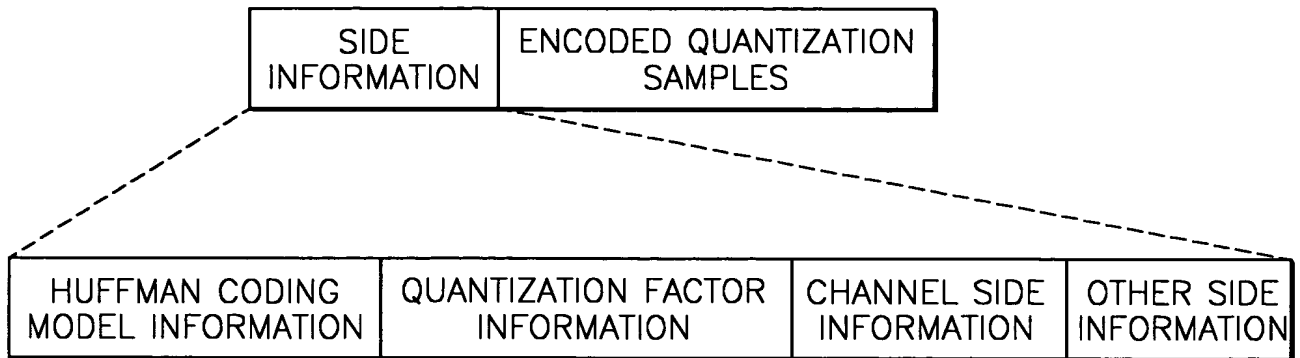 SIDE
INFORMATION
ENCODED QUANTIZATION
SAMPLES
HUFFMAN CODING
MODEL INFORMATION
QUANTIZATION FACTOR
INFORMATION
CHANNEL SIDE
INFORMATION
OTHER SIDE
INFORMATION